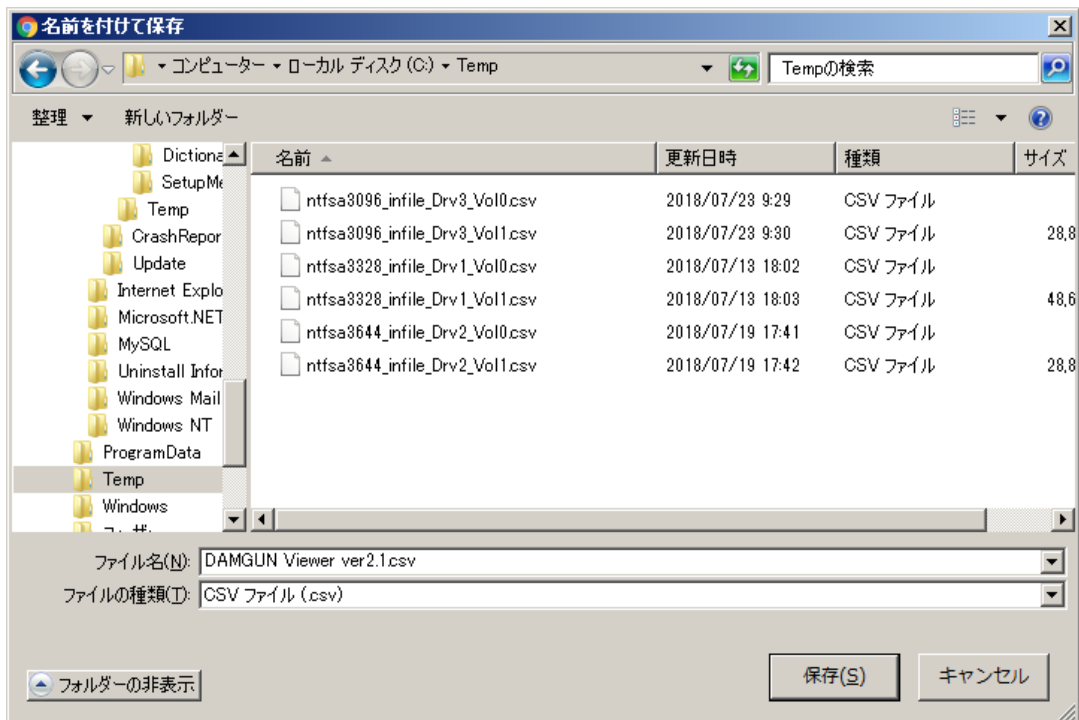 名前を付けて保存
コンピューター ローカル ディスク (C:) Temp
Tempの検索
整理 新しいフォルダー
Dictiona
SetupMe
Temp
CrashRepor
Update
Internet Explo
Microsoft.NET
MySQL
Uninstall Infor
Windows Mail
Windows NT
ProgramData
Temp
Windows
名前 更新日時 種類 サイズ
ntfsa3096_infile_Drv3_Vol0.csv 2018/07/23 9:29 CSV ファイル
ntfsa3096_infile_Drv3_Vol1.csv 2018/07/23 9:30 CSV ファイル 28,8
ntfsa3328_infile_Drv1_Vol0.csv 2018/07/13 18:02 CSV ファイル
ntfsa3328_infile_Drv1_Vol1.csv 2018/07/13 18:03 CSV ファイル 48,6
ntfsa3644_infile_Drv2_Vol0.csv 2018/07/19 17:41 CSV ファイル
ntfsa3644_infile_Drv2_Vol1.csv 2018/07/19 17:42 CSV ファイル 28,8
ファイル名(N): DAMGUN Viewer ver2.1.csv
ファイルの種類(T): CSV ファイル (.csv)
フォルダーの非表示
保存(S) キャンセル